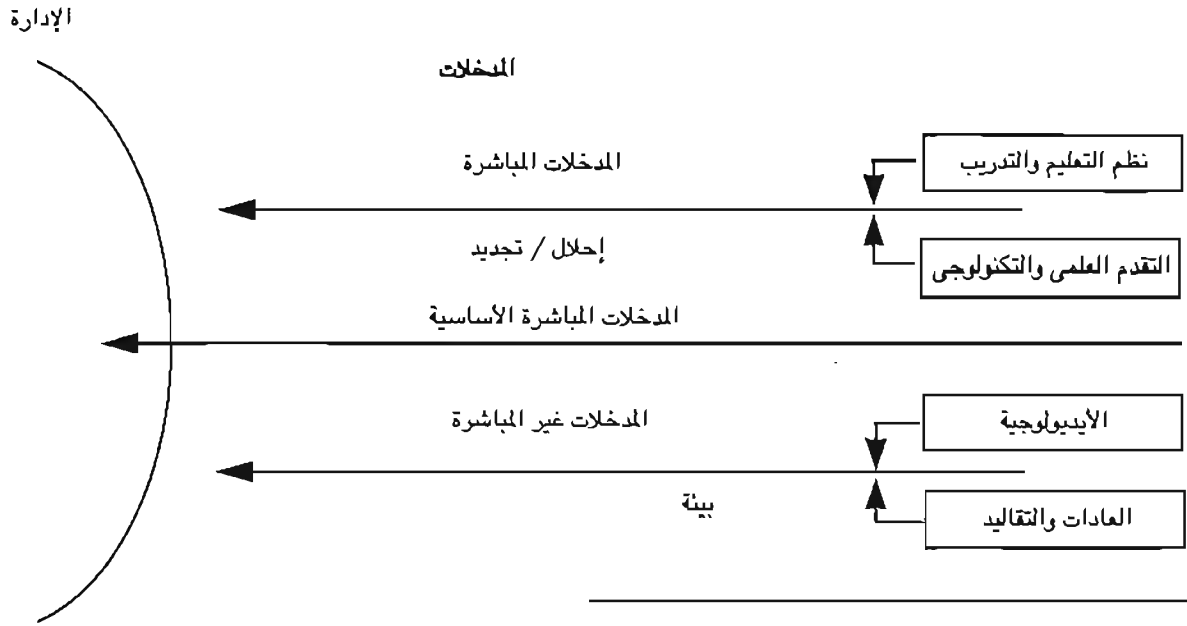 الإدارة
المدخلات
المدخلات المباشرة
نظم التعليم والتدريب
إحلال / تجديد
التقدم العلمى والتكنولوجى
المدخلات المباشرة الأساسية
المدخلات غير المباشرة
الأيديولوجية
بيئة
العادات والتقاليد